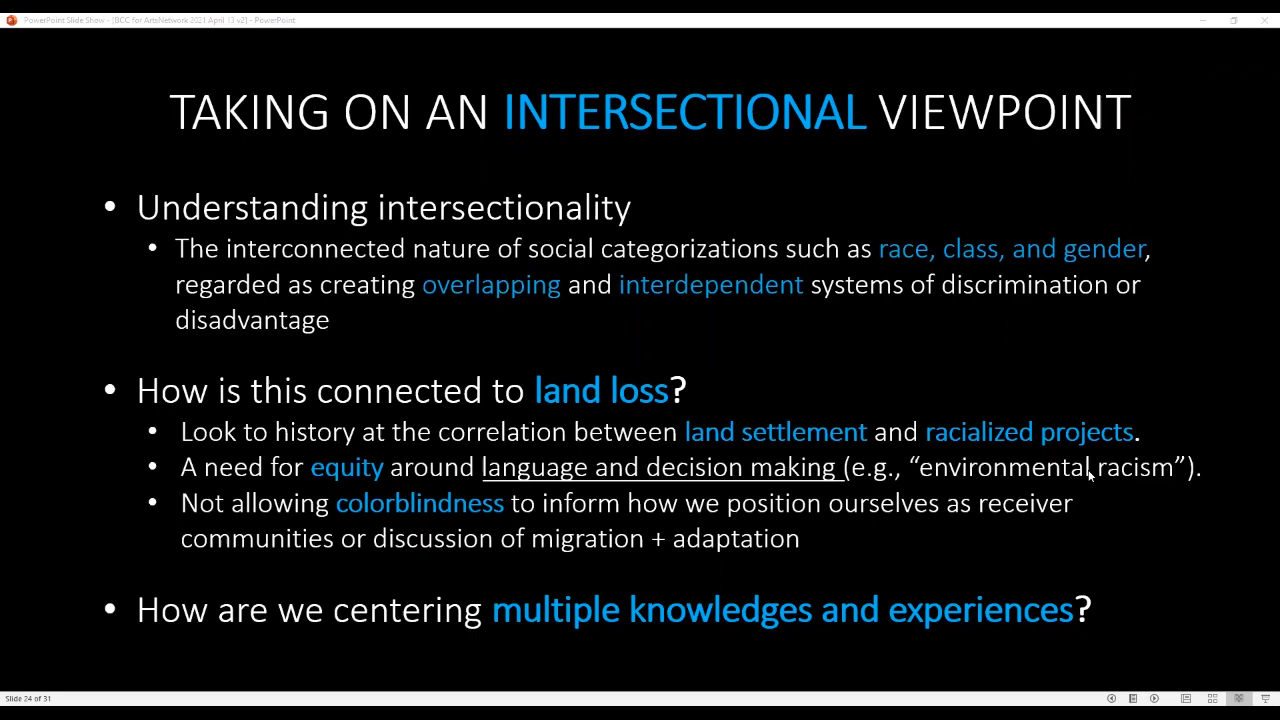 PowerPoint Slide Show - [BCC for ArtsNetwork 2021 April 13 v2] - PowerPoint
TAKING ON AN INTERSECTIONAL VIEWPOINT
• Understanding intersectionality
• The interconnected nature of social categorizations such as race, class, and gender,
regarded as creating overlapping and interdependent systems of discrimination or
disadvantage
• How is this connected to land loss?
• Look to history at the correlation between land settlement and racialized projects.
• A need for equity around language and decision making (e.g., “environmental racism”).
• Not allowing colorblindness to inform how we position ourselves as receiver
communities or discussion of migration + adaptation
• How are we centering multiple knowledges and experiences?
Slide 24 of 31